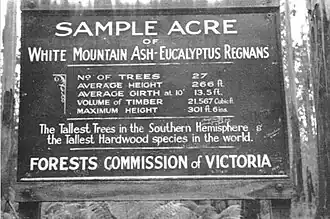 SAMPLE ACRE
OF
WHITE MOUNTAIN ASH-EUCALYPTUS REGNANS
NO OF TREES 27
AVERAGE HEIGHT 266 ft.
AVERAGE GIRTH at 10' 13.5 ft.
VOLUME OF TIMBER 21,567 Cubic ft.
MAXIMUM HEIGHT 301 ft. 6 ins.
The Tallest Trees in the Southern Hemisphere &
the Tallest Hardwood species in the world.
FORESTS COMMISSION OF VICTORIA